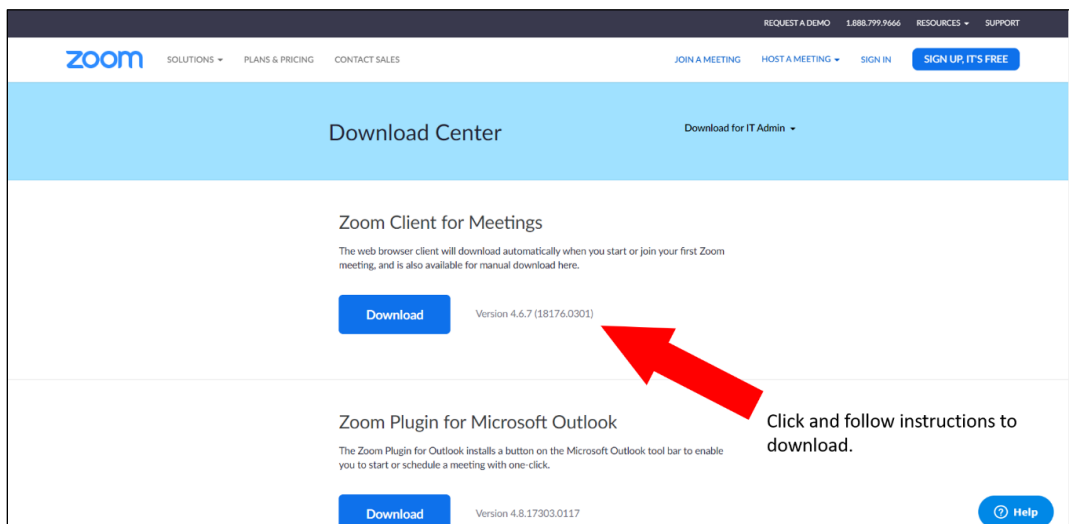 REQUEST A DEMO 1.888.799.9666 RESOURCES SUPPORT
zoom SOLUTIONS PLANS & PRICING CONTACT SALES JOIN A MEETING HOST A MEETING SIGN IN SIGN UP, IT'S FREE
Download Center Download for IT Admin
Zoom Client for Meetings
The web browser client will download automatically when you start or join your first Zoom
meeting, and is also available for manual download here.
Download Version 4.6.7 (18176.0301)
Click and follow instructions to
download.
Zoom Plugin for Microsoft Outlook
The Zoom Plugin for Outlook installs a button on the Microsoft Outlook tool bar to enable
you to start or schedule a meeting with one-click.
Download Version 4.8.17303.0117
? Help